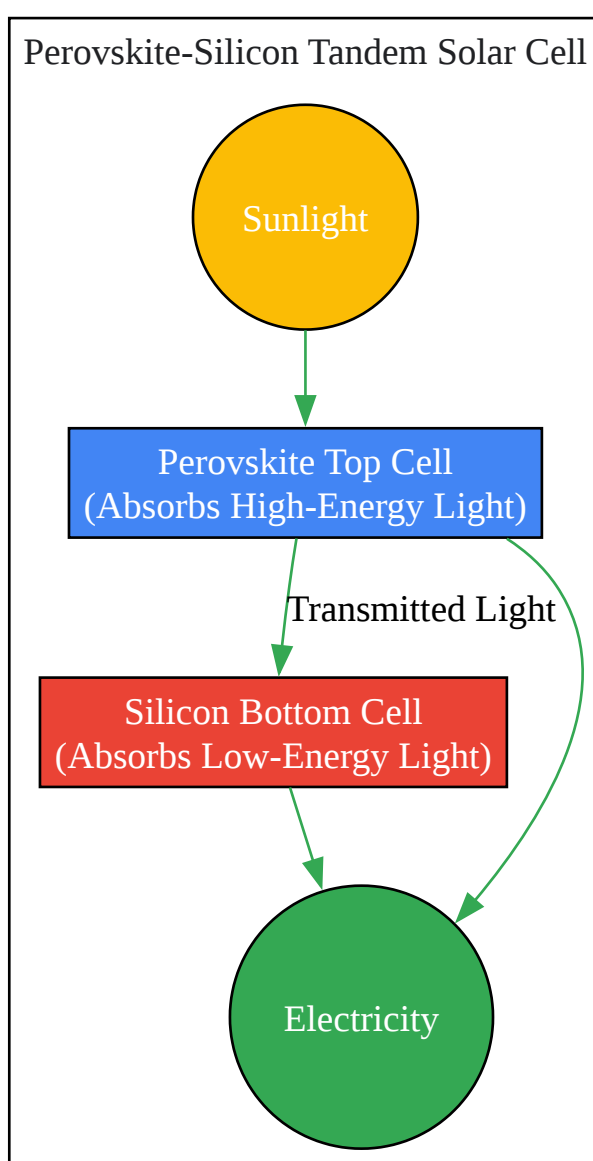 Perovskite-Silicon Tandem Solar Cell
Sunlight
Perovskite Top Cell
(Absorbs High-Energy Light)
Transmitted Light
Silicon Bottom Cell
(Absorbs Low-Energy Light)
Electricity